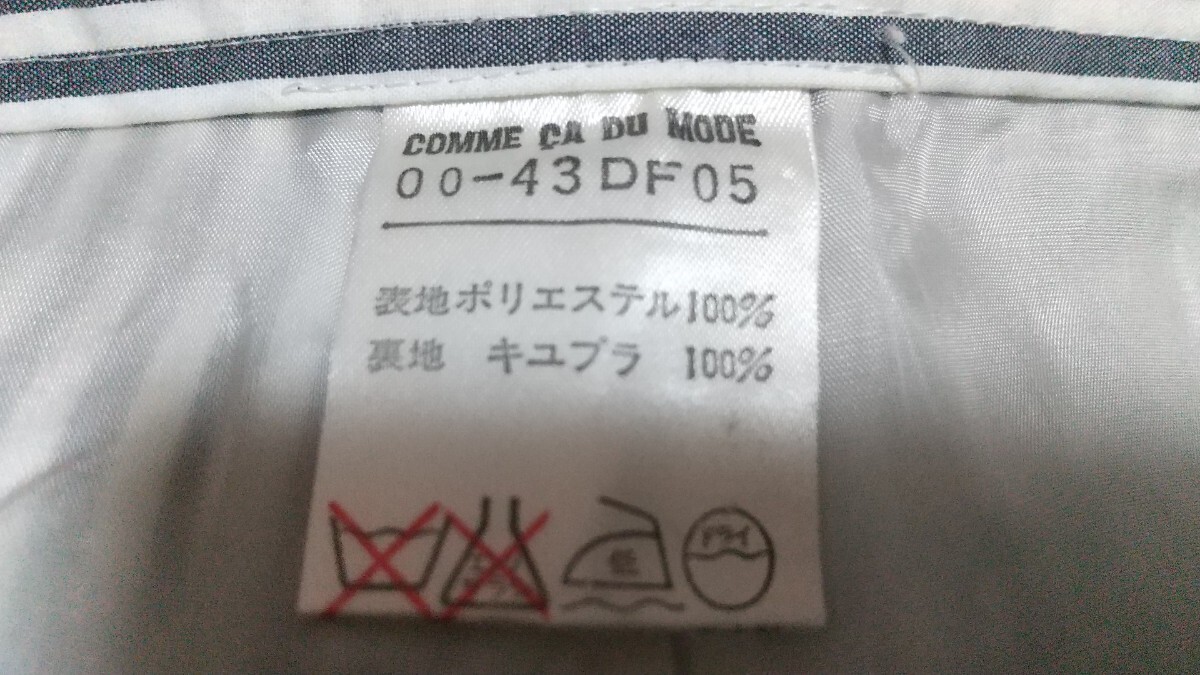 COMME ÇA DU MODE
00-43DF05
表地ポリエステル100%
裏地 キユプラ 100%
低
ドライ